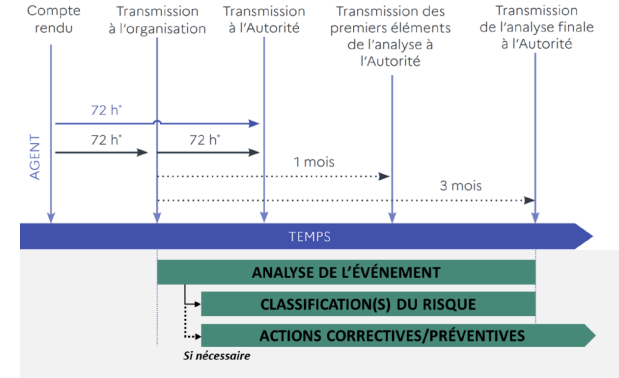 Compte
rendu
Transmission
à l'organisation
Transmission
à l'Autorité
Transmission des
premiers éléments
de l'analyse à
l'Autorité
Transmission
de l'analyse finale
à l'Autorité
AGENT
72 h*
72 h*
72 h*
1 mois
3 mois
TEMPS
ANALYSE DE L'ÉVÉNEMENT
CLASSIFICATION(S) DU RISQUE
ACTIONS CORRECTIVES/PRÉVENTIVES
Si nécessaire